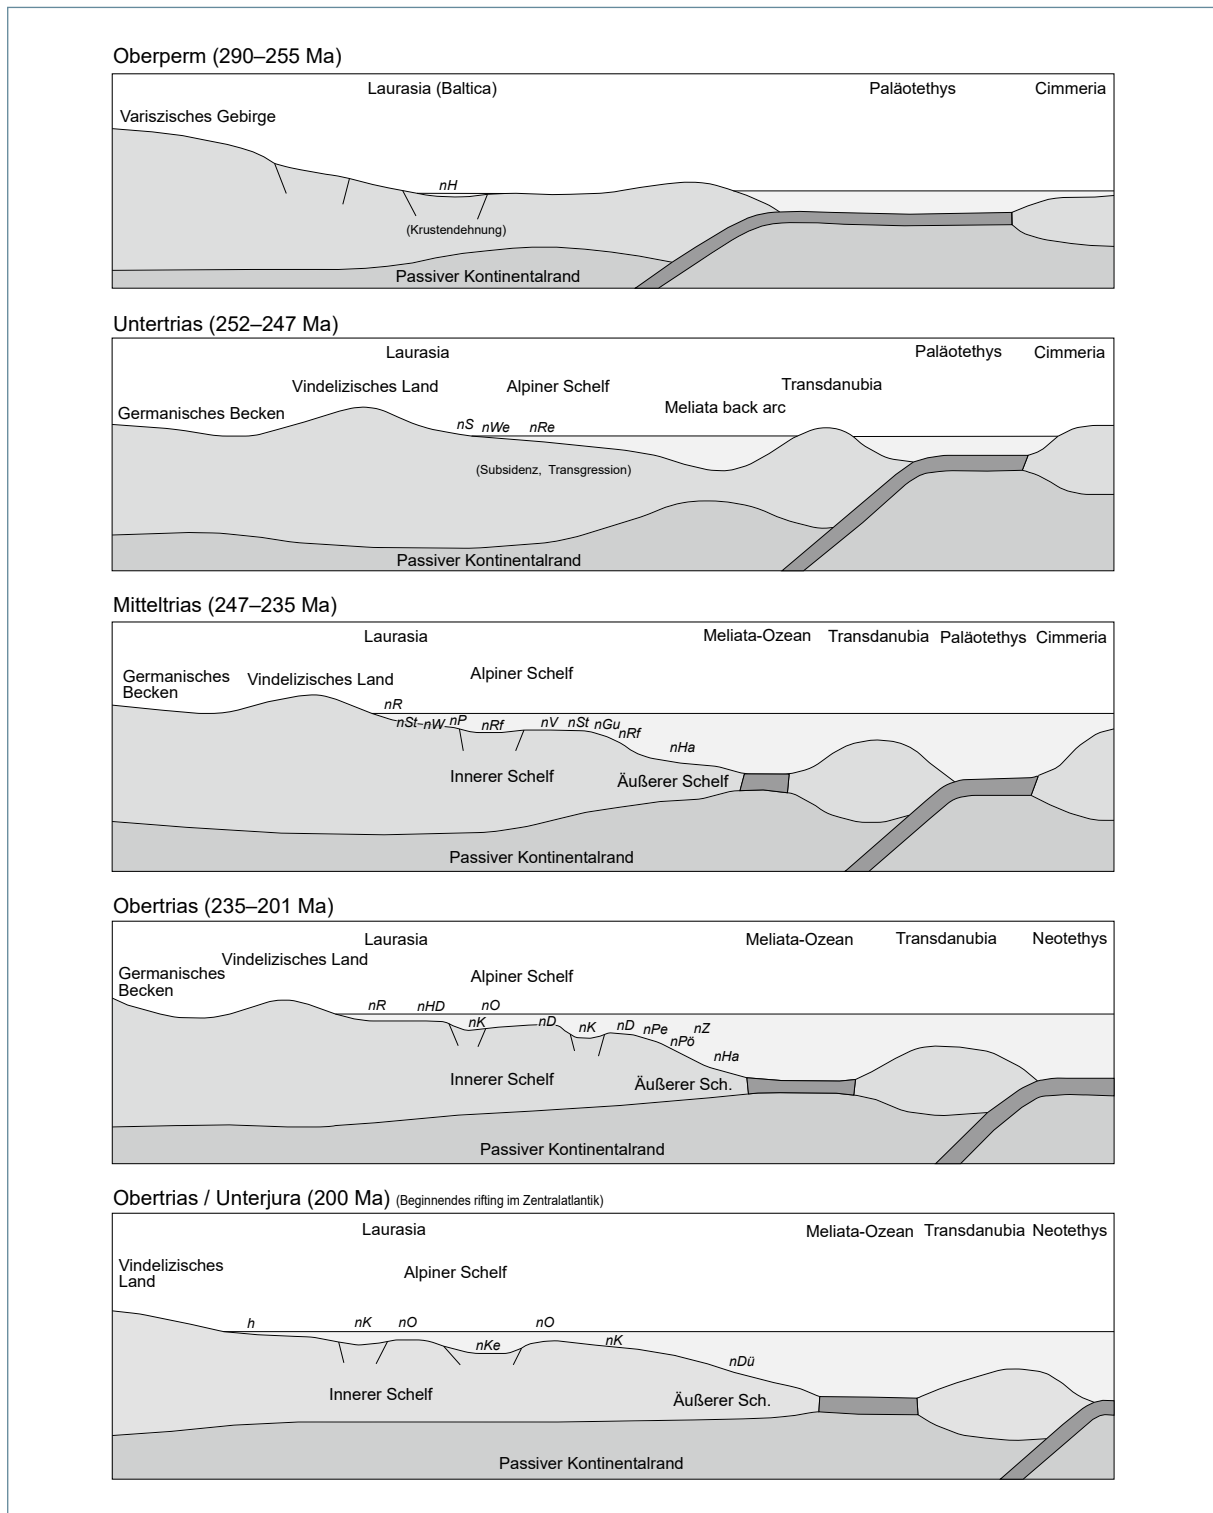 Oberperm (290–255 Ma)
Laurasia (Baltica)
Paläotethys
Cimmeria
Variszisches Gebirge
nH
(Krustendehnung)
Passiver Kontinentalrand
Untertrias (252–247 Ma)
Laurasia
Paläotethys
Cimmeria
Vindelizisches Land
Alpiner Schelf
Transdanubia
Germanisches Becken
Meliata back arc
nS
nWe
nRe
(Subsidenz, Transgression)
Passiver Kontinentalrand
Mitteltrias (247–235 Ma)
Laurasia
Meliata-Ozean
Transdanubia
Paläotethys
Cimmeria
Germanisches
Becken
Vindelizisches Land
Alpiner Schelf
nR
nSt
nW
nP
nRf
nV
nSt
nGu
nRf
nHa
Innerer Schelf
Äußerer Schelf
Passiver Kontinentalrand
Obertrias (235–201 Ma)
Laurasia
Meliata-Ozean
Transdanubia
Neotethys
Vindelizisches Land
Germanisches
Becken
Alpiner Schelf
nR
nHD
nO
nK
nD
nK
nD
nPe
nZ
nPö
nHa
Innerer Schelf
Äußerer Sch.
Passiver Kontinentalrand
Obertrias / Unterjura (200 Ma) (Beginnendes rifting im Zentralatlantik)
Laurasia
Meliata-Ozean
Transdanubia
Neotethys
Vindelizisches
Land
Alpiner Schelf
h
nK
nO
nKe
nO
nK
nDü
Innerer Schelf
Äußerer Sch.
Passiver Kontinentalrand